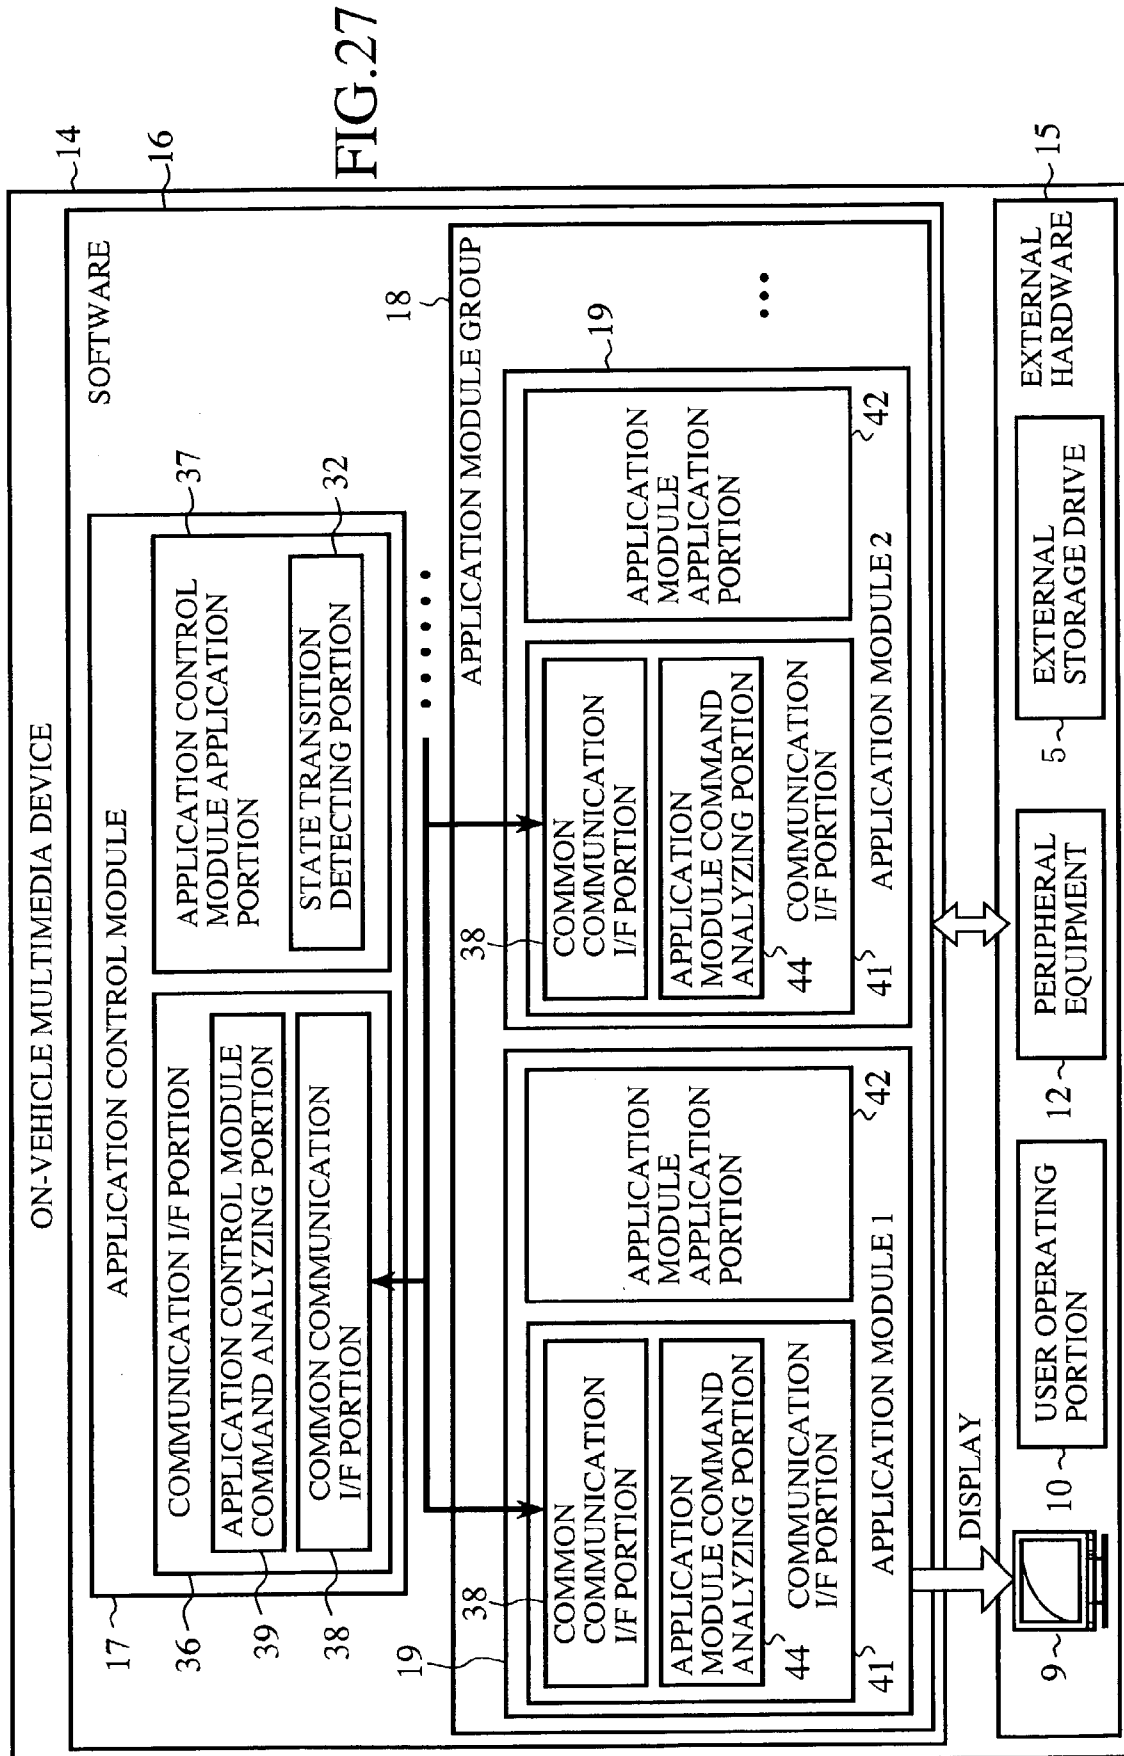 FIG.27
ON-VEHICLE MULTIMEDIA DEVICE
14
16
SOFTWARE
APPLICATION CONTROL MODULE
17
COMMUNICATION I/F PORTION
36
APPLICATION CONTROL MODULE
COMMAND ANALYZING PORTION
39
COMMON COMMUNICATION
I/F PORTION
38
APPLICATION CONTROL
MODULE APPLICATION
PORTION
37
STATE TRANSITION
DETECTING PORTION
32
18
APPLICATION MODULE GROUP
19
38
COMMON
COMMUNICATION
I/F PORTION
APPLICATION
MODULE COMMAND
ANALYZING PORTION
44
COMMUNICATION
I/F PORTION
41
APPLICATION
MODULE
APPLICATION
PORTION
42
APPLICATION MODULE 1
19
38
COMMON
COMMUNICATION
I/F PORTION
APPLICATION
MODULE COMMAND
ANALYZING PORTION
44
COMMUNICATION
I/F PORTION
41
APPLICATION
MODULE
APPLICATION
PORTION
42
APPLICATION MODULE 2
DISPLAY
9
10
USER OPERATING
PORTION
12
PERIPHERAL
EQUIPMENT
5
EXTERNAL
STORAGE DRIVE
EXTERNAL
HARDWARE
15